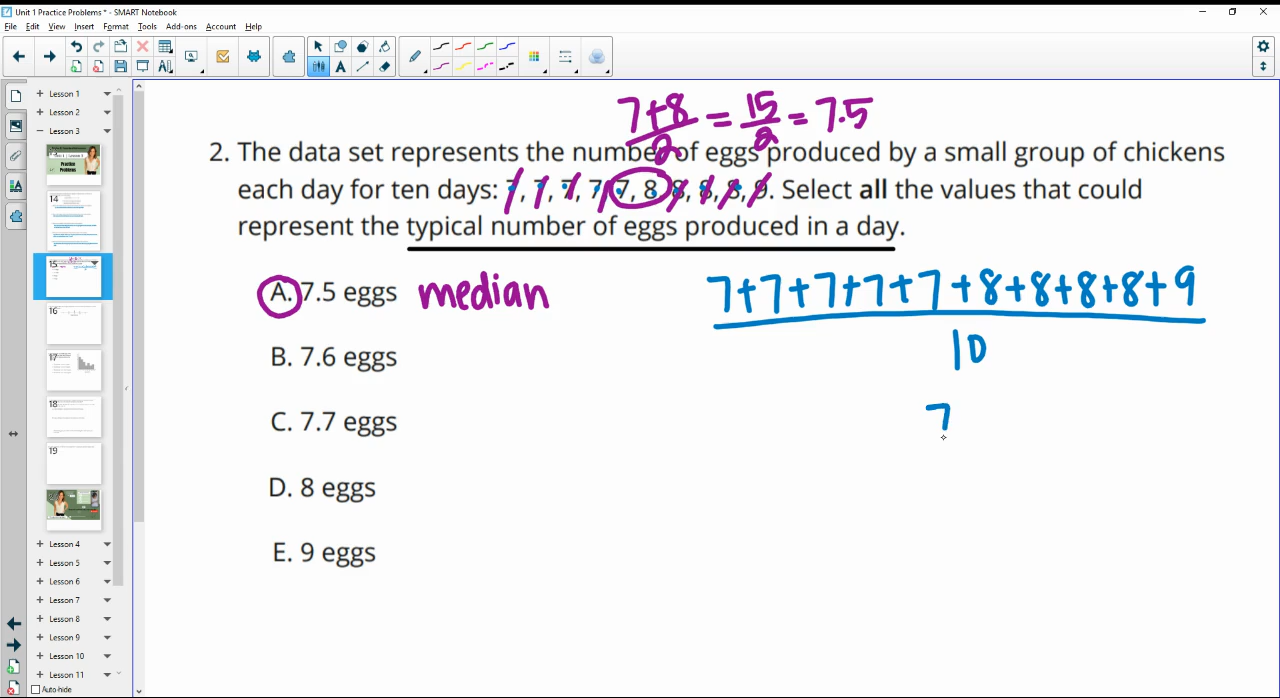 Unit 1 Practice Problems * - SMART Notebook
File Edit View Insert Format Tools Add-ons Account Help
Lesson 1
Lesson 2
Lesson 3
Practice Problems
14
15
16
17
18
19
Lesson 4
Lesson 5
Lesson 6
Lesson 7
Lesson 8
Lesson 9
Lesson 10
Lesson 11
Auto-hide
7+8/2 = 15/2 = 7.5
2. The data set represents the number of eggs produced by a small group of chickens
each day for ten days: 7, 7, 7, 7, 7, 8, 8, 8, 8, 9. Select all the values that could
represent the typical number of eggs produced in a day.
A. 7.5 eggs median
7+7+7+7+7+8+8+8+8+9
10
7
B. 7.6 eggs
C. 7.7 eggs
D. 8 eggs
E. 9 eggs